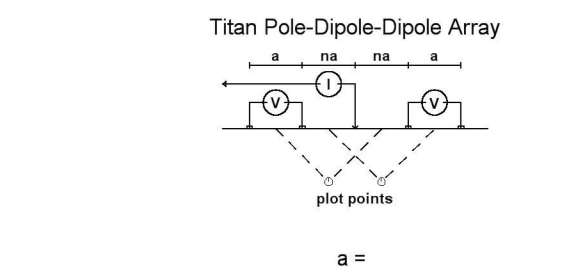 Titan Pole-Dipole-Dipole Array
a na na a
I
V V
plot points
a =